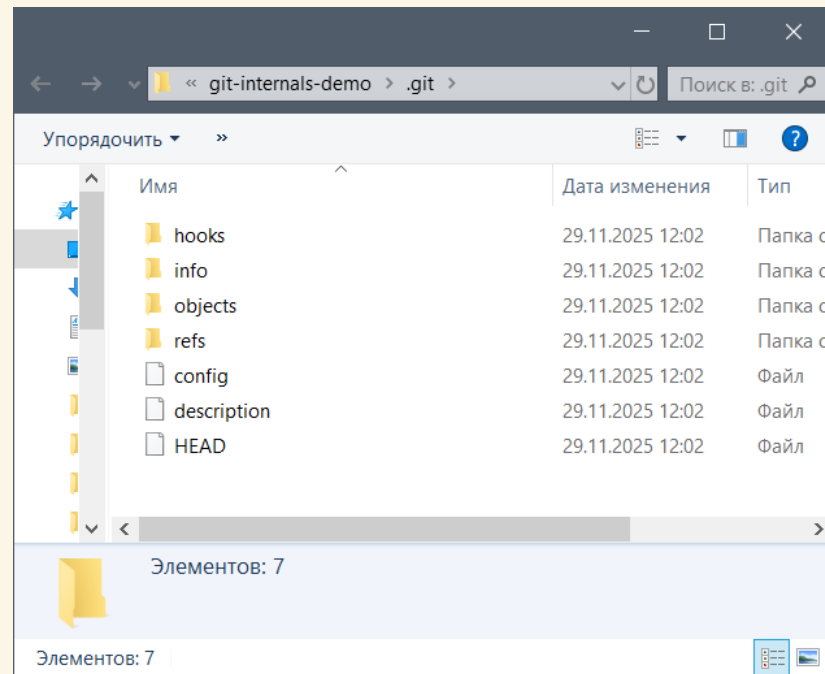 « git-internals-demo > .git >
Поиск в: .git
Упорядочить »
?
Имя Дата изменения Тип
hooks 29.11.2025 12:02 Папка с
info 29.11.2025 12:02 Папка с
objects 29.11.2025 12:02 Папка с
refs 29.11.2025 12:02 Папка с
config 29.11.2025 12:02 Файл
description 29.11.2025 12:02 Файл
HEAD 29.11.2025 12:02 Файл
Элементов: 7
Элементов: 7